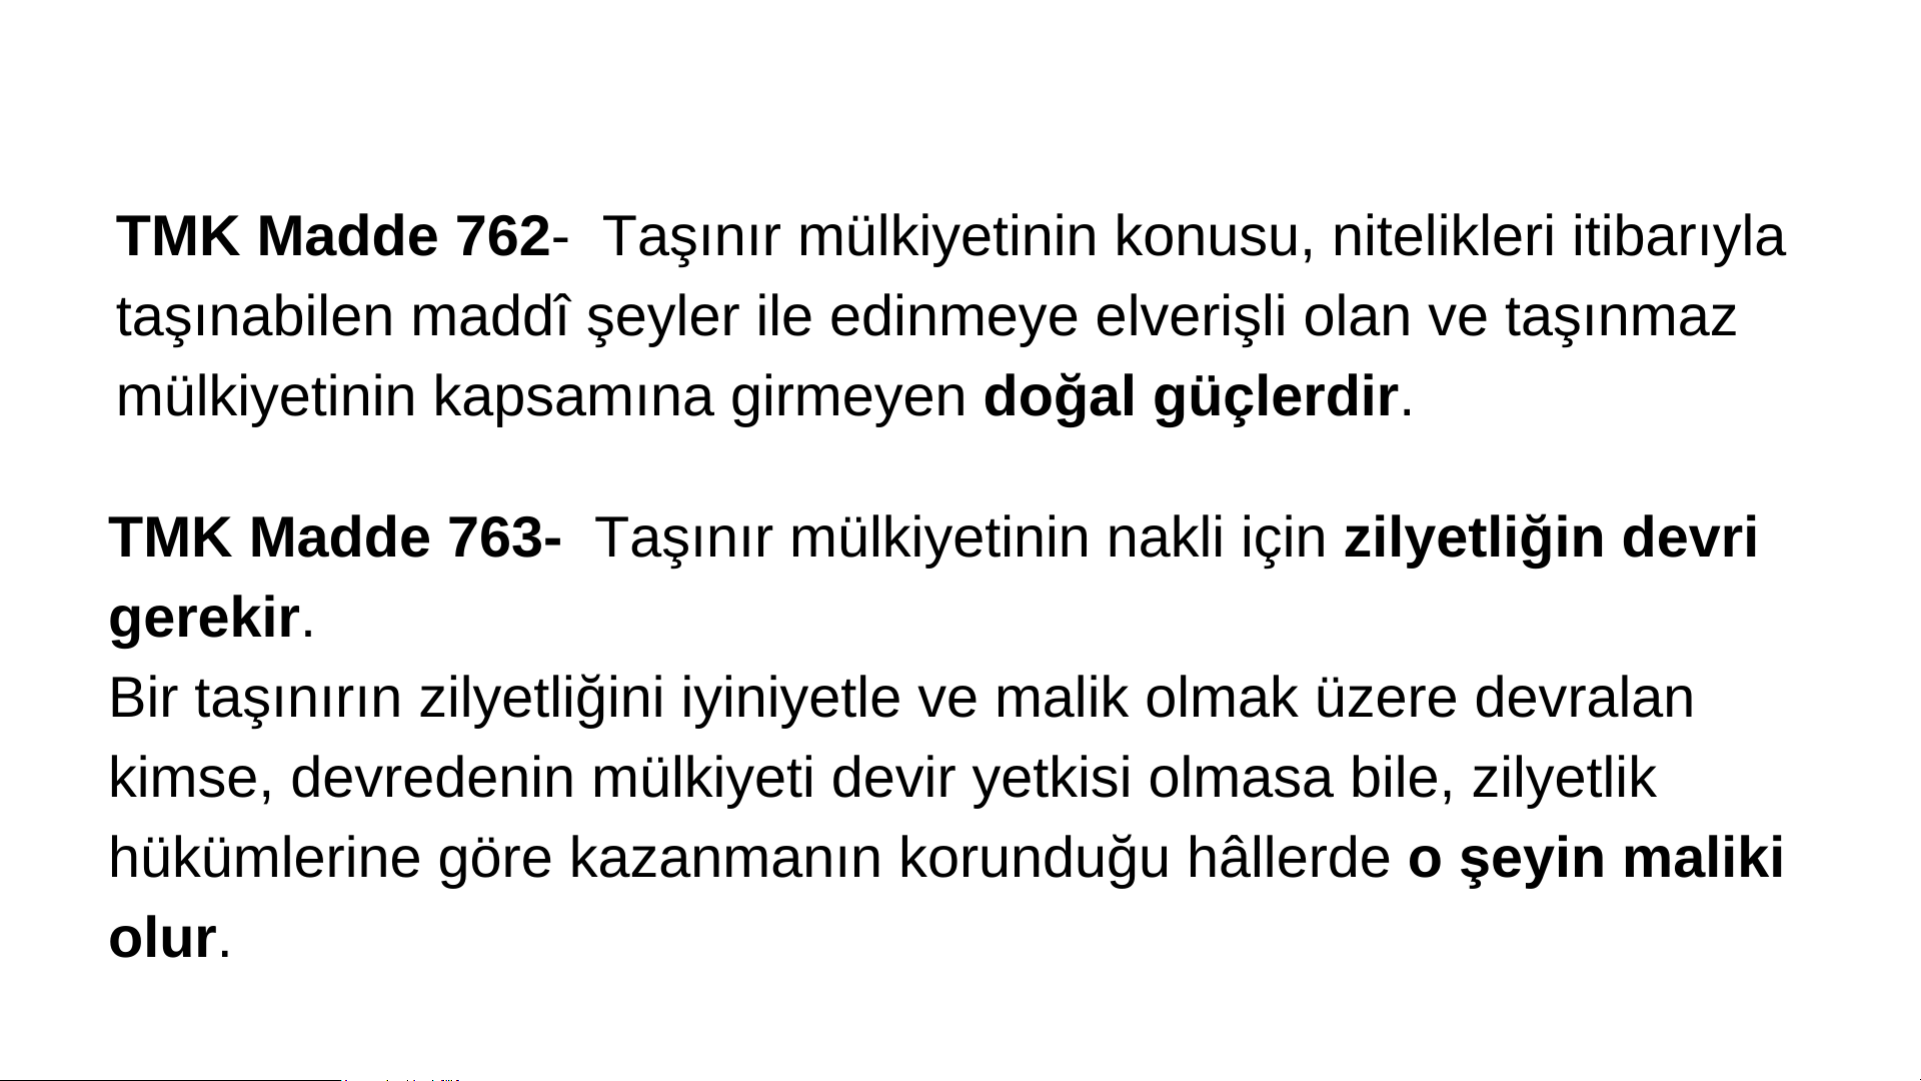 TMK Madde 762-  Taşınır mülkiyetinin konusu, nitelikleri itibarıyla
taşınabilen maddî şeyler ile edinmeye elverişli olan ve taşınmaz
mülkiyetinin kapsamına girmeyen doğal güçlerdir.
TMK Madde 763-  Taşınır mülkiyetinin nakli için zilyetliğin devri
gerekir.
Bir taşınırın zilyetliğini iyiniyetle ve malik olmak üzere devralan
kimse, devredenin mülkiyeti devir yetkisi olmasa bile, zilyetlik
hükümlerine göre kazanmanın korunduğu hâllerde o şeyin maliki
olur.